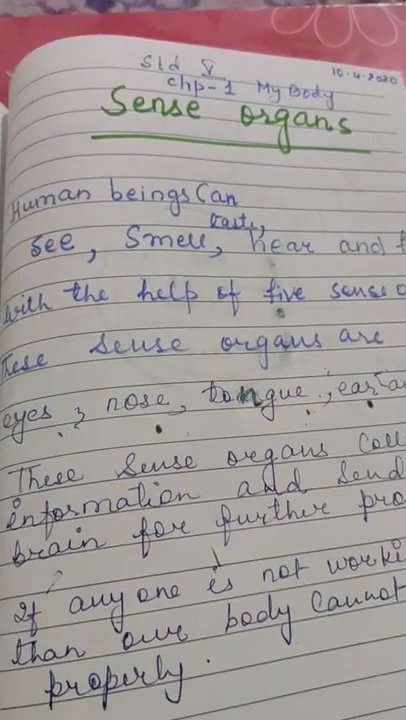 Std V 10-4-2020
Chp-1 My Body
Sense organs
Human beings Can
taste,
see, Smell, hear and f
with the help of five sense o
These sense organs are
eyes, nose, tongue, ear a
These sense organs coll
information and send
brain for further pro
If any one is not worki
than our body cannot
properly.